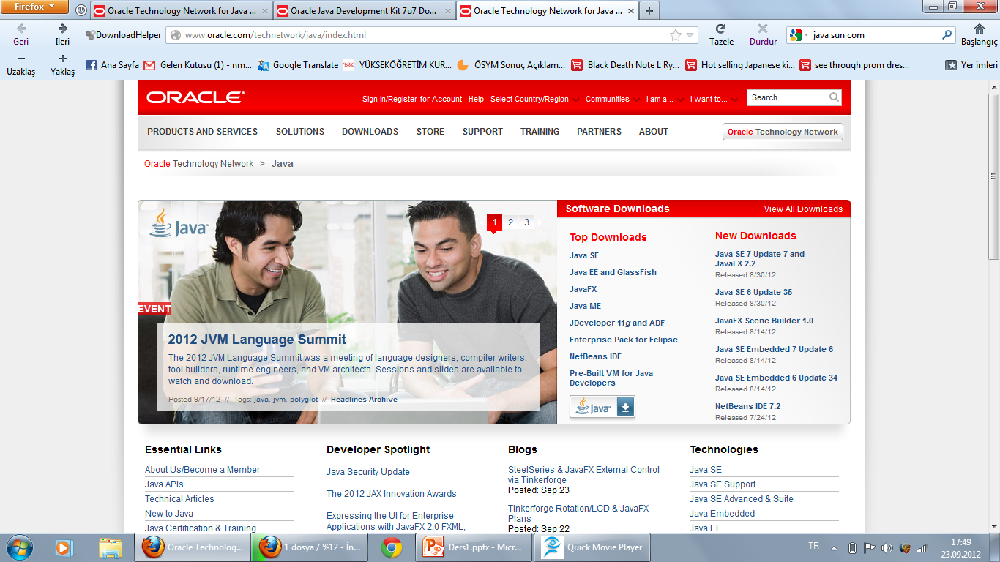 Firefox
Oracle Technology Network for Java ...
Oracle Java Development Kit 7u7 Do...
Oracle Technology Network for Java ...
Geri
İleri
DownloadHelper
www.oracle.com/technetwork/java/index.html
Tazele
Durdur
java sun com
Başlangıç
Uzaklaş
Yaklaş
Ana Sayfa
Gelen Kutusu (1) - nm...
Google Translate
YÜKSEKÖĞRETİM KUR...
ÖSYM Sonuç Açıklam...
Black Death Note L Ry...
Hot selling Japanese ki...
see through prom dres...
Yer imleri
ORACLE
Sign In/Register for Account Help Select Country/Region Communities I am a... I want to...
Search
PRODUCTS AND SERVICES SOLUTIONS DOWNLOADS STORE SUPPORT TRAINING PARTNERS ABOUT
Oracle Technology Network
Oracle Technology Network > Java
Java™
1 2 3
EVENT
2012 JVM Language Summit
The 2012 JVM Language Summit was a meeting of language designers, compiler writers,
tool builders, runtime engineers, and VM architects. Sessions and slides are available to
watch and download.
Posted 9/17/12 // Tags: java, jvm, polyglot // Headlines Archive
Software Downloads
View All Downloads
Top Downloads
Java SE
Java EE and GlassFish
JavaFX
Java ME
JDeveloper 11g and ADF
Enterprise Pack for Eclipse
NetBeans IDE
Pre-Built VM for Java
Developers
Java™
New Downloads
Java SE 7 Update 7 and
JavaFX 2.2
Released 8/30/12
Java SE 6 Update 35
Released 8/30/12
JavaFX Scene Builder 1.0
Released 8/14/12
Java SE Embedded 7 Update 6
Released 8/14/12
Java SE Embedded 6 Update 34
Released 8/14/12
NetBeans IDE 7.2
Released 7/24/12
Essential Links
About Us/Become a Member
Java APIs
Technical Articles
New to Java
Java Certification & Training
Developer Spotlight
Java Security Update
The 2012 JAX Innovation Awards
Expressing the UI for Enterprise
Applications with JavaFX 2.0 FXML,
Blogs
SteelSeries & JavaFX External Control
via Tinkerforge
Posted: Sep 23
Tinkerforge Rotation/LCD & JavaFX
Plans
Posted: Sep 22
Technologies
Java SE
Java SE Support
Java SE Advanced & Suite
Java Embedded
Java EE
Oracle Technolog...
1 dosya / %12 - İn...
Ders1.pptx - Micr...
Quick Movie Player
TR
17:49
23.09.2012